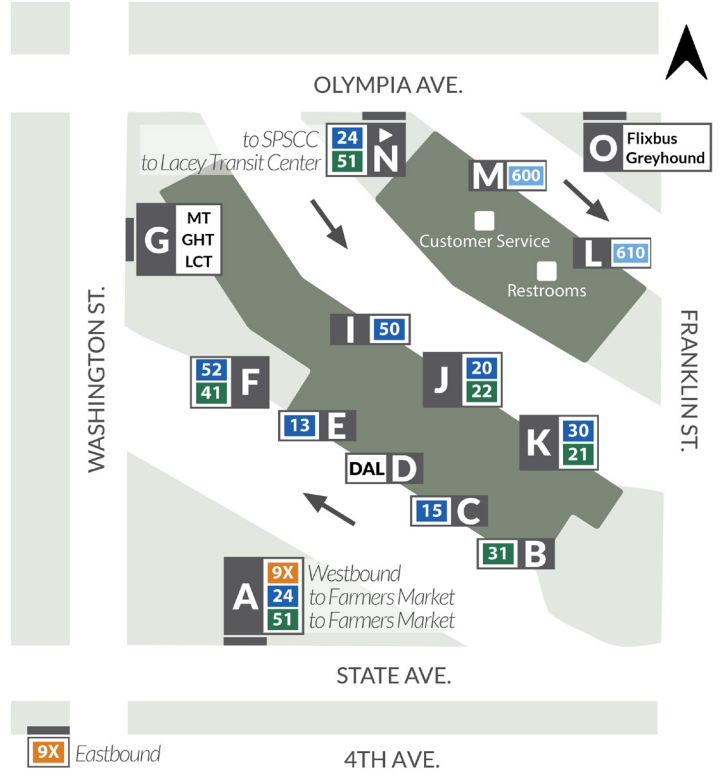 OLYMPIA AVE.
to SPSCC 24
to Lacey Transit Center 51
N
O Flixbus
Greyhound
M 600
G MT
GHT
LCT
Customer Service
L 610
Restrooms
I 50
WASHINGTON ST.
FRANKLIN ST.
52
41
F
J 20
22
13 E
K 30
21
DAL D
15 C
31 B
A
9X Westbound
24 to Farmers Market
51 to Farmers Market
STATE AVE.
9X Eastbound
4TH AVE.